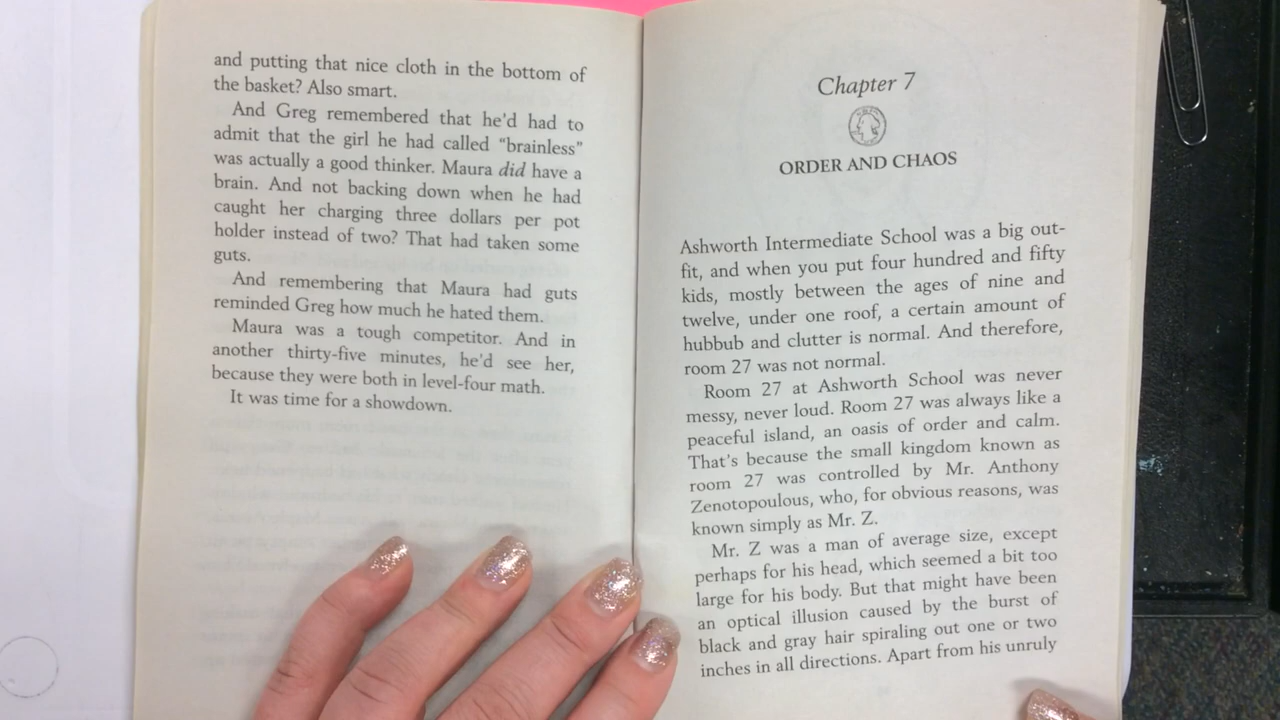 and putting that nice cloth in the bottom of
the basket? Also smart.
And Greg remembered that he'd had to
admit that the girl he had called "brainless"
was actually a good thinker. Maura did have a
brain. And not backing down when he had
caught her charging three dollars per pot
holder instead of two? That had taken some
guts.
And remembering that Maura had guts
reminded Greg how much he hated them.
Maura was a tough competitor. And in
another thirty-five minutes, he'd see her,
because they were both in level-four math.
It was time for a showdown.
Chapter 7
ORDER AND CHAOS
Ashworth Intermediate School was a big out-
fit, and when you put four hundred and fifty
kids, mostly between the ages of nine and
twelve, under one roof, a certain amount of
hubbub and clutter is normal. And therefore,
room 27 was not normal.
Room 27 at Ashworth School was never
messy, never loud. Room 27 was always like a
peaceful island, an oasis of order and calm.
That's because the small kingdom known as
room 27 was controlled by Mr. Anthony
Zenotopoulous, who, for obvious reasons, was
known simply as Mr. Z.
Mr. Z was a man of average size, except
perhaps for his head, which seemed a bit too
large for his body. But that might have been
an optical illusion caused by the burst of
black and gray hair spiraling out one or two
inches in all directions. Apart from his unruly